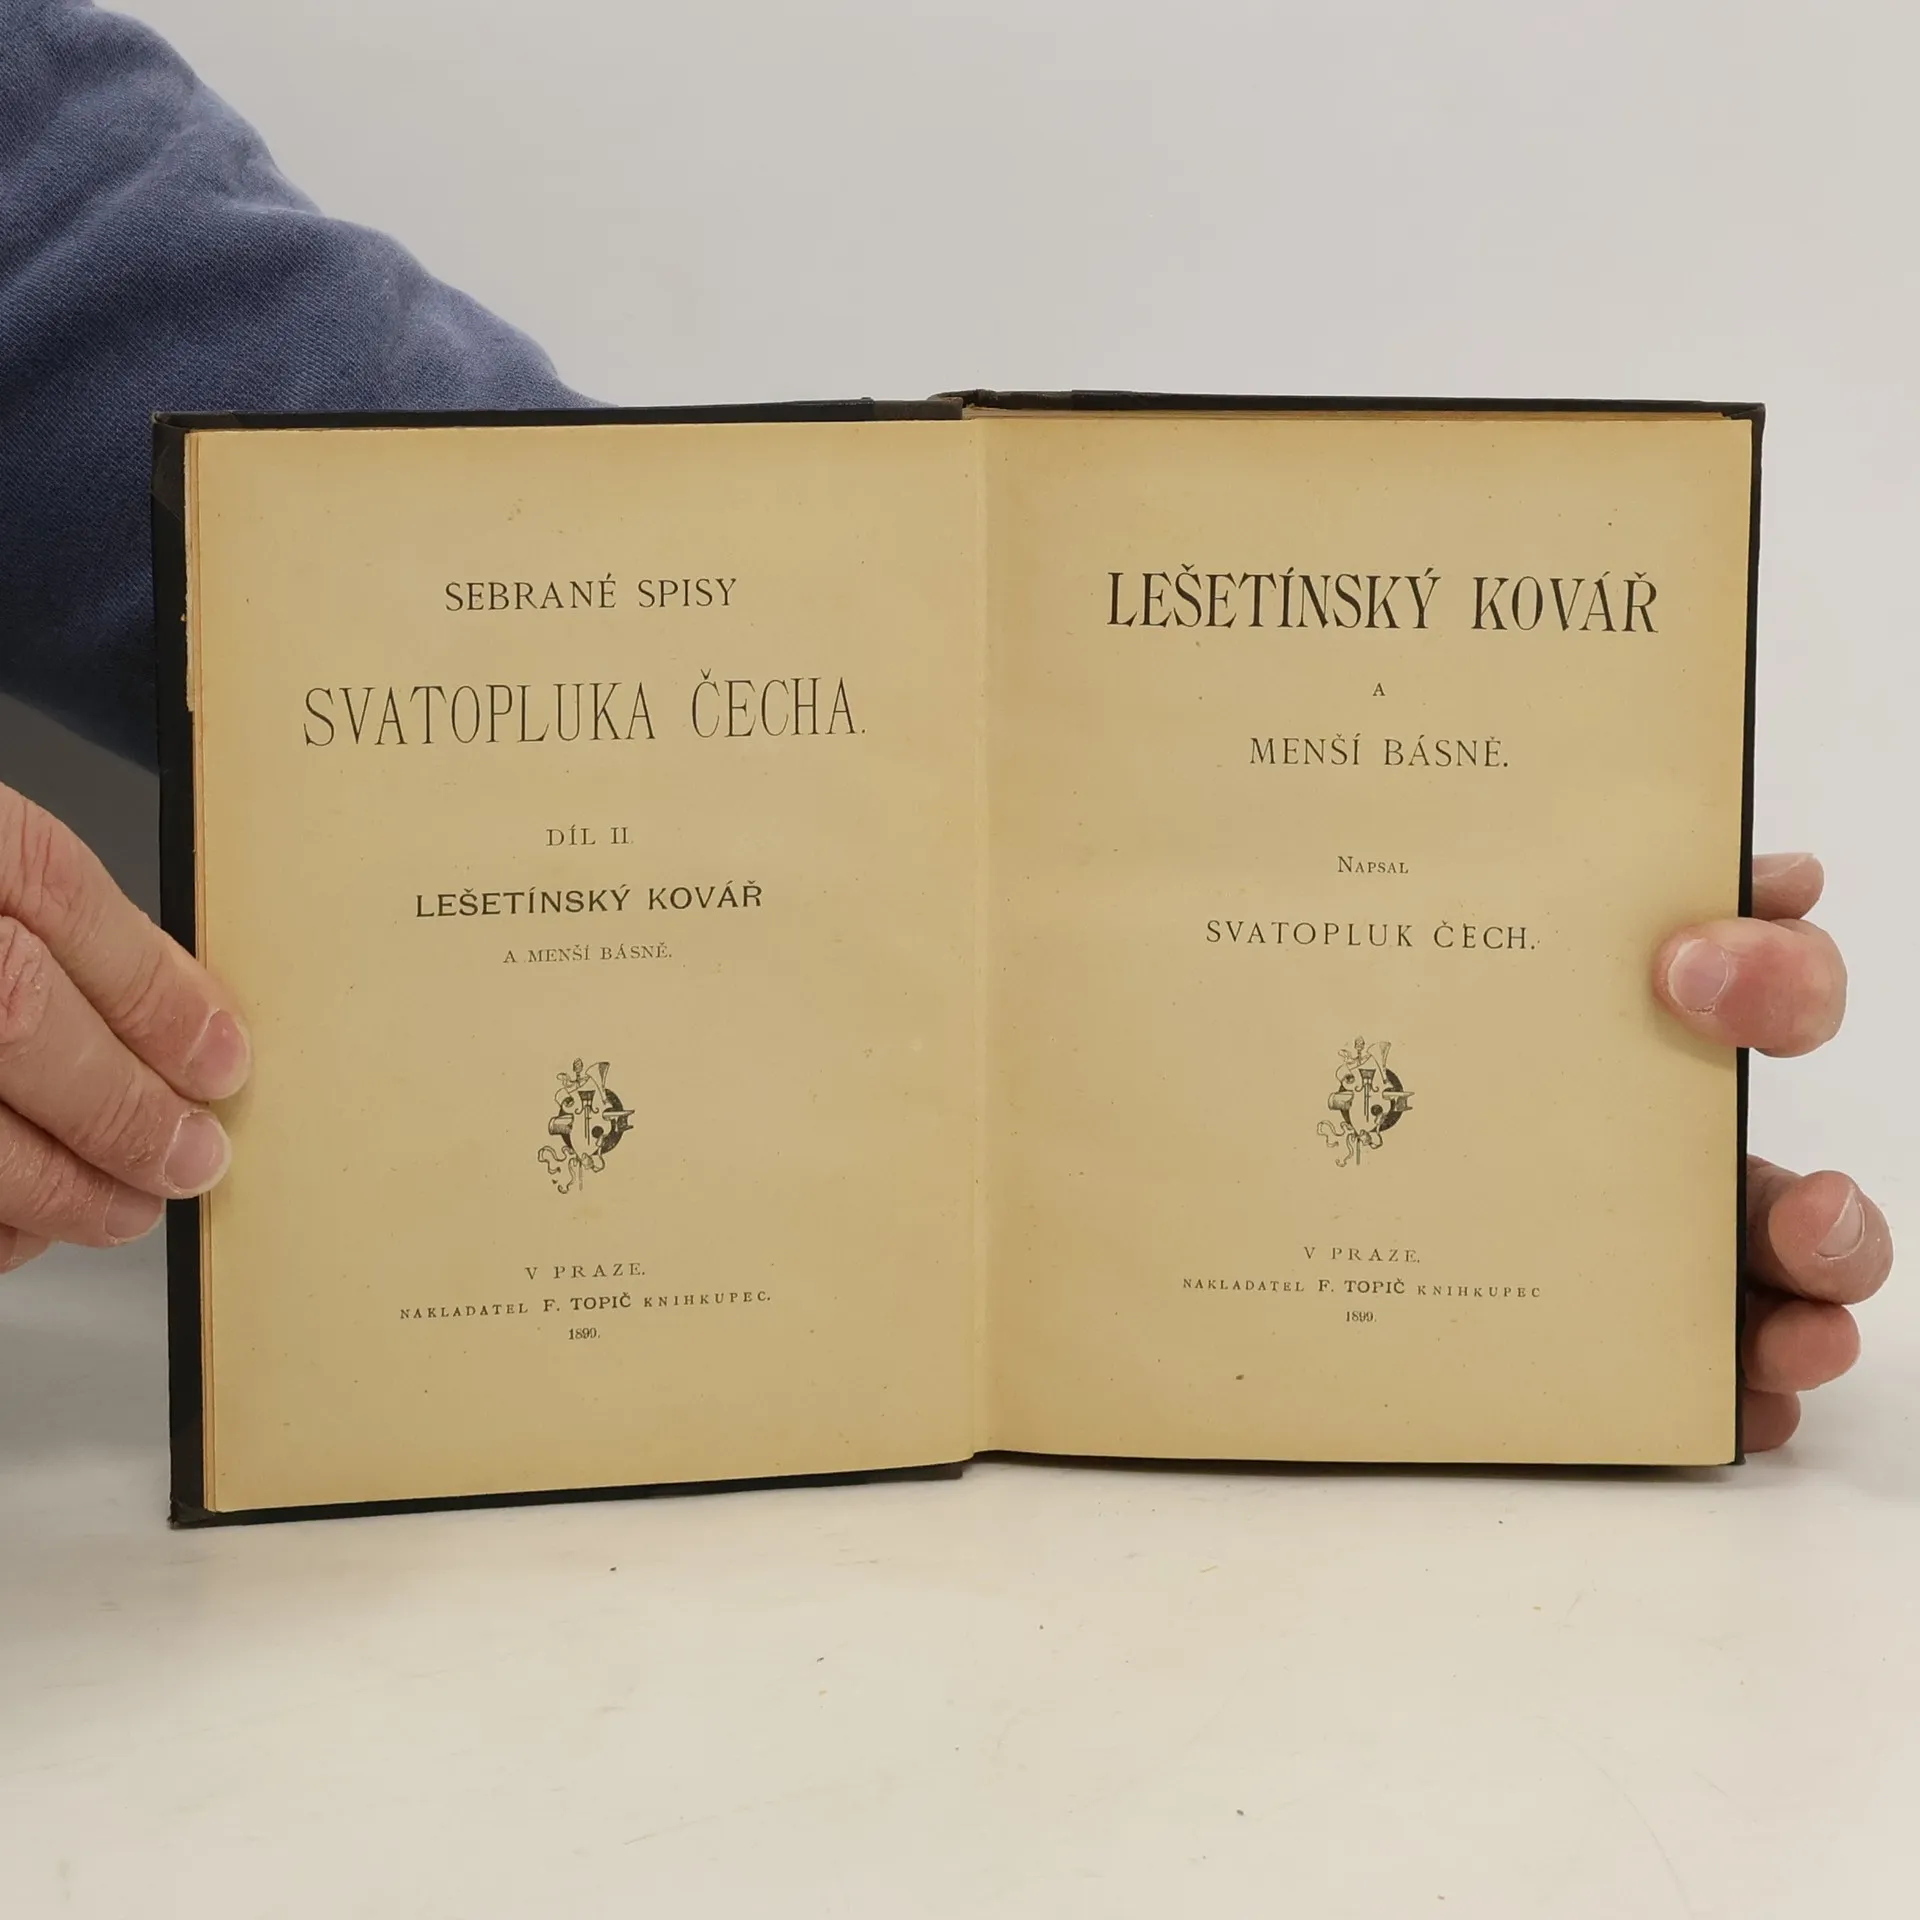 SEBRANÉ SPISY
SVATOPLUKA ČECHA.
DÍL II.
LEŠETÍNSKÝ KOVÁŘ
A MENŠÍ BÁSNĚ.
V PRAZE.
NAKLADATEL F. TOPIČ KNIHKUPEC.
1899.
LEŠETÍNSKÝ KOVÁŘ
A
MENŠÍ BÁSNĚ.
NAPSAL
SVATOPLUK ČECH.
V PRAZE.
NAKLADATEL F. TOPIČ KNIHKUPEC
1899.